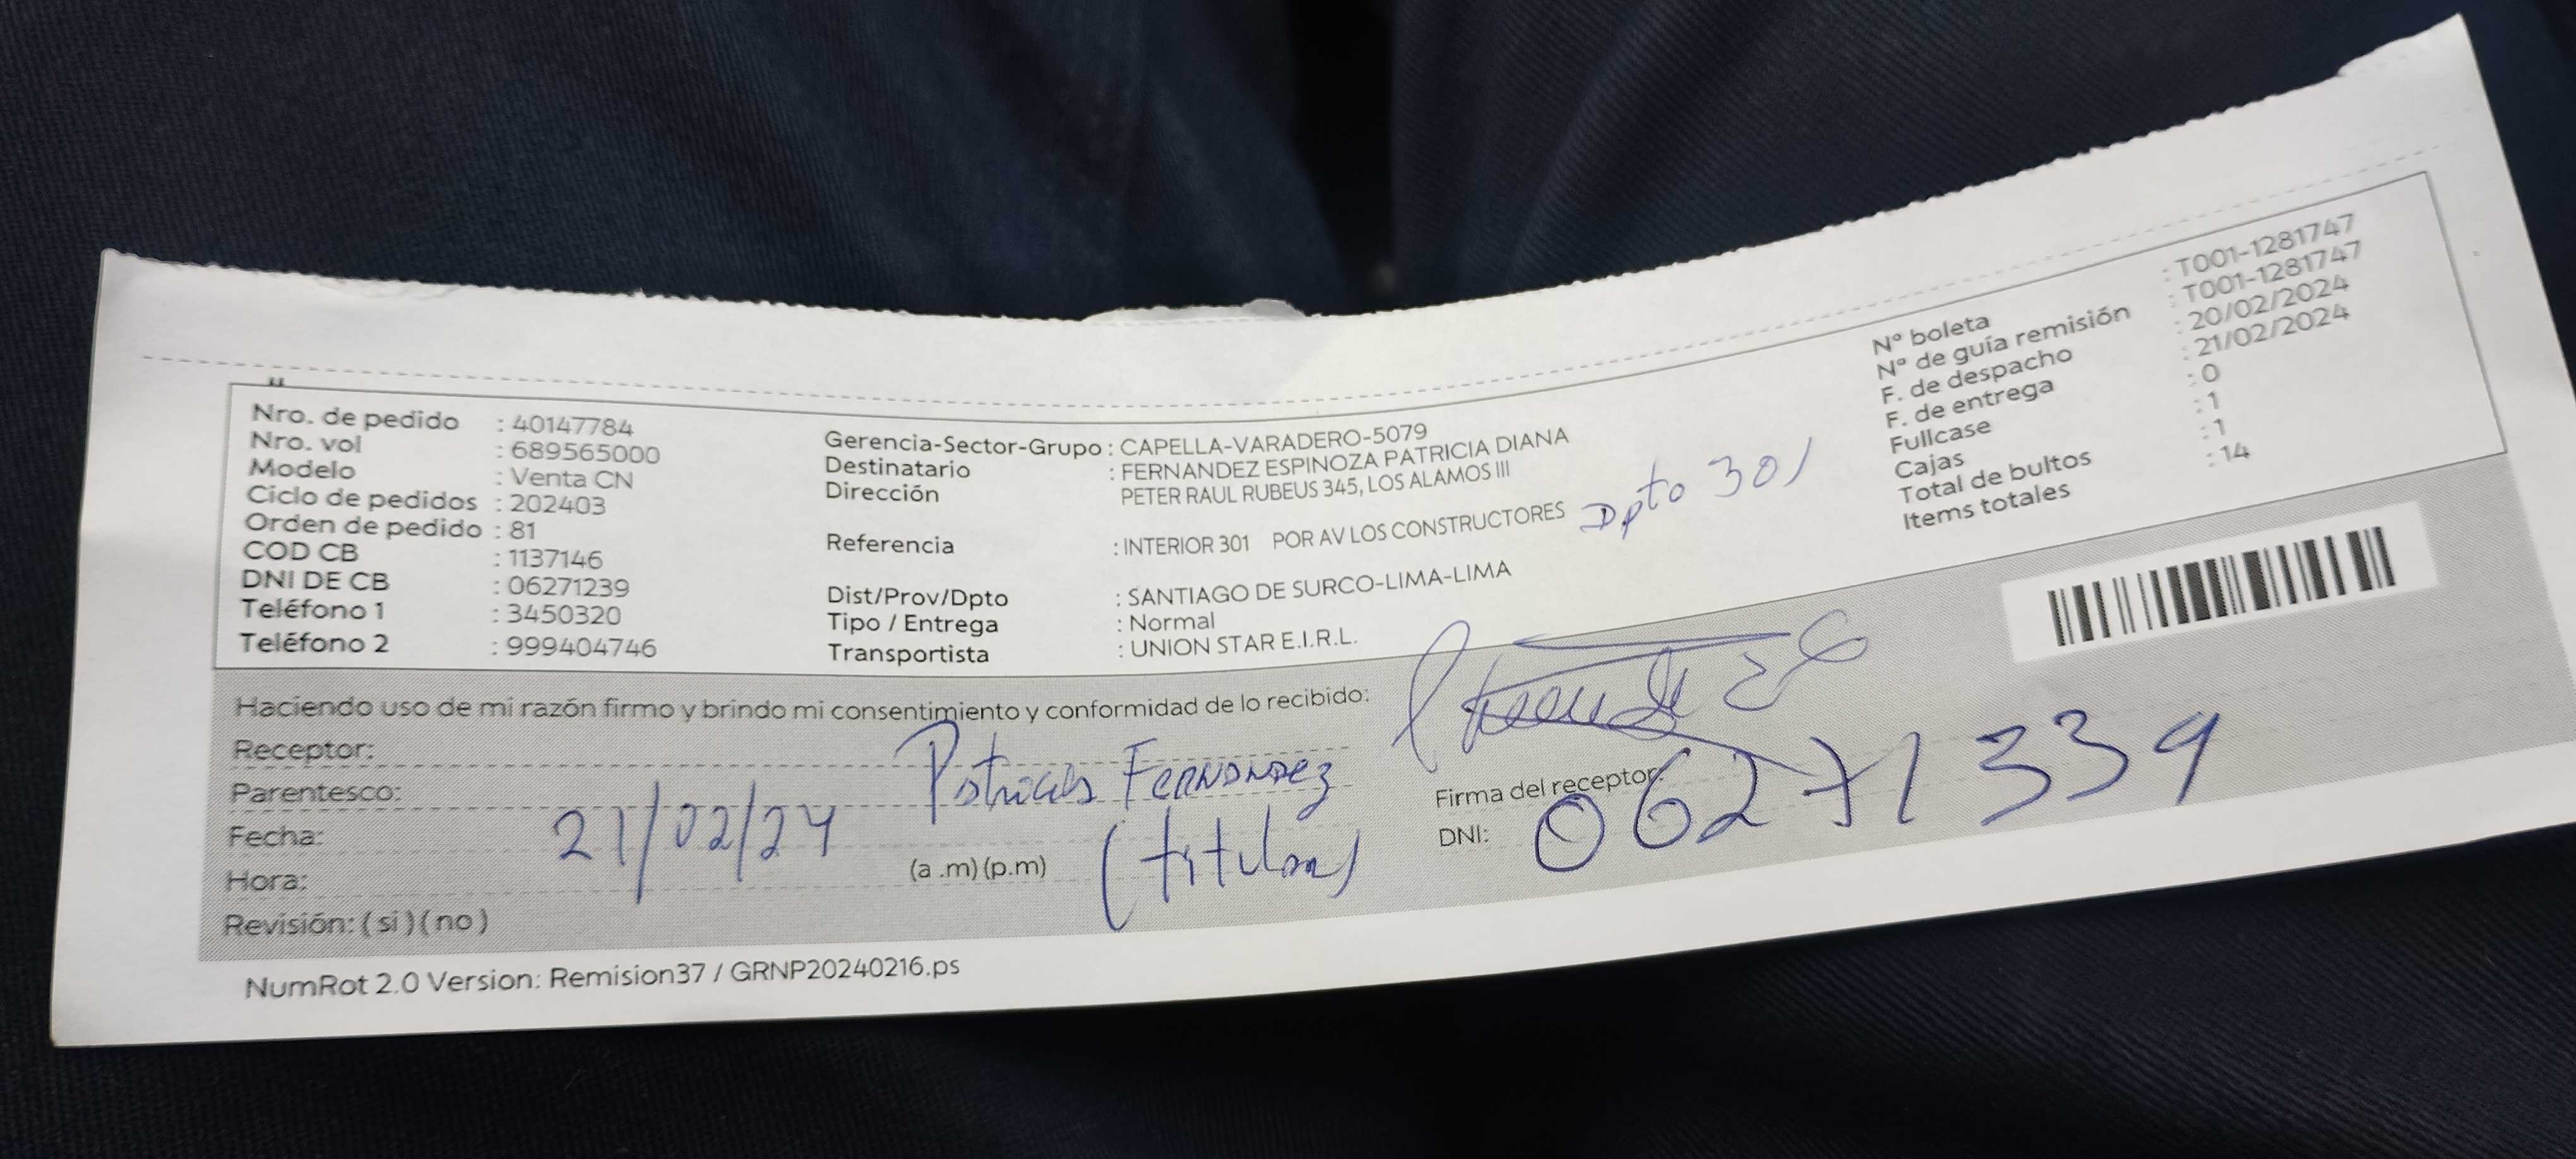 Nro. de pedido : 40147784
Nro. vol : 689565000
Modelo : Venta CN
Ciclo de pedidos : 202403
Orden de pedido : 81
COD CB : 1137146
DNI DE CB : 06271239
Teléfono 1 : 3450320
Teléfono 2 : 999404746
Gerencia-Sector-Grupo : CAPELLA-VARADERO-5079
Destinatario : FERNANDEZ ESPINOZA PATRICIA DIANA
Dirección PETER RAUL RUBEUS 345, LOS ALAMOS III
Referencia : INTERIOR 301 POR AV LOS CONSTRUCTORES Dpto 301
Dist/Prov/Dpto : SANTIAGO DE SURCO-LIMA-LIMA
Tipo / Entrega : Normal
Transportista : UNION STAR E.I.R.L.
N° boleta : T001-1281747
N° de guía remisión : T001-1281747
F. de despacho : 20/02/2024
F. de entrega : 21/02/2024
Fullcase : 0
Cajas : 1
Total de bultos : 1
Items totales : 14
Haciendo uso de mi razón firmo y brindo mi consentimiento y conformidad de lo recibido:
Receptor: Patricia Fernandez
Parentesco: (titular)
Fecha: 21/02/24
Hora: (a .m) (p.m)
Revisión: ( si ) ( no )
Firma del receptor:
DNI: 06271339
NumRot 2.0 Version: Remision37 / GRNP20240216.ps